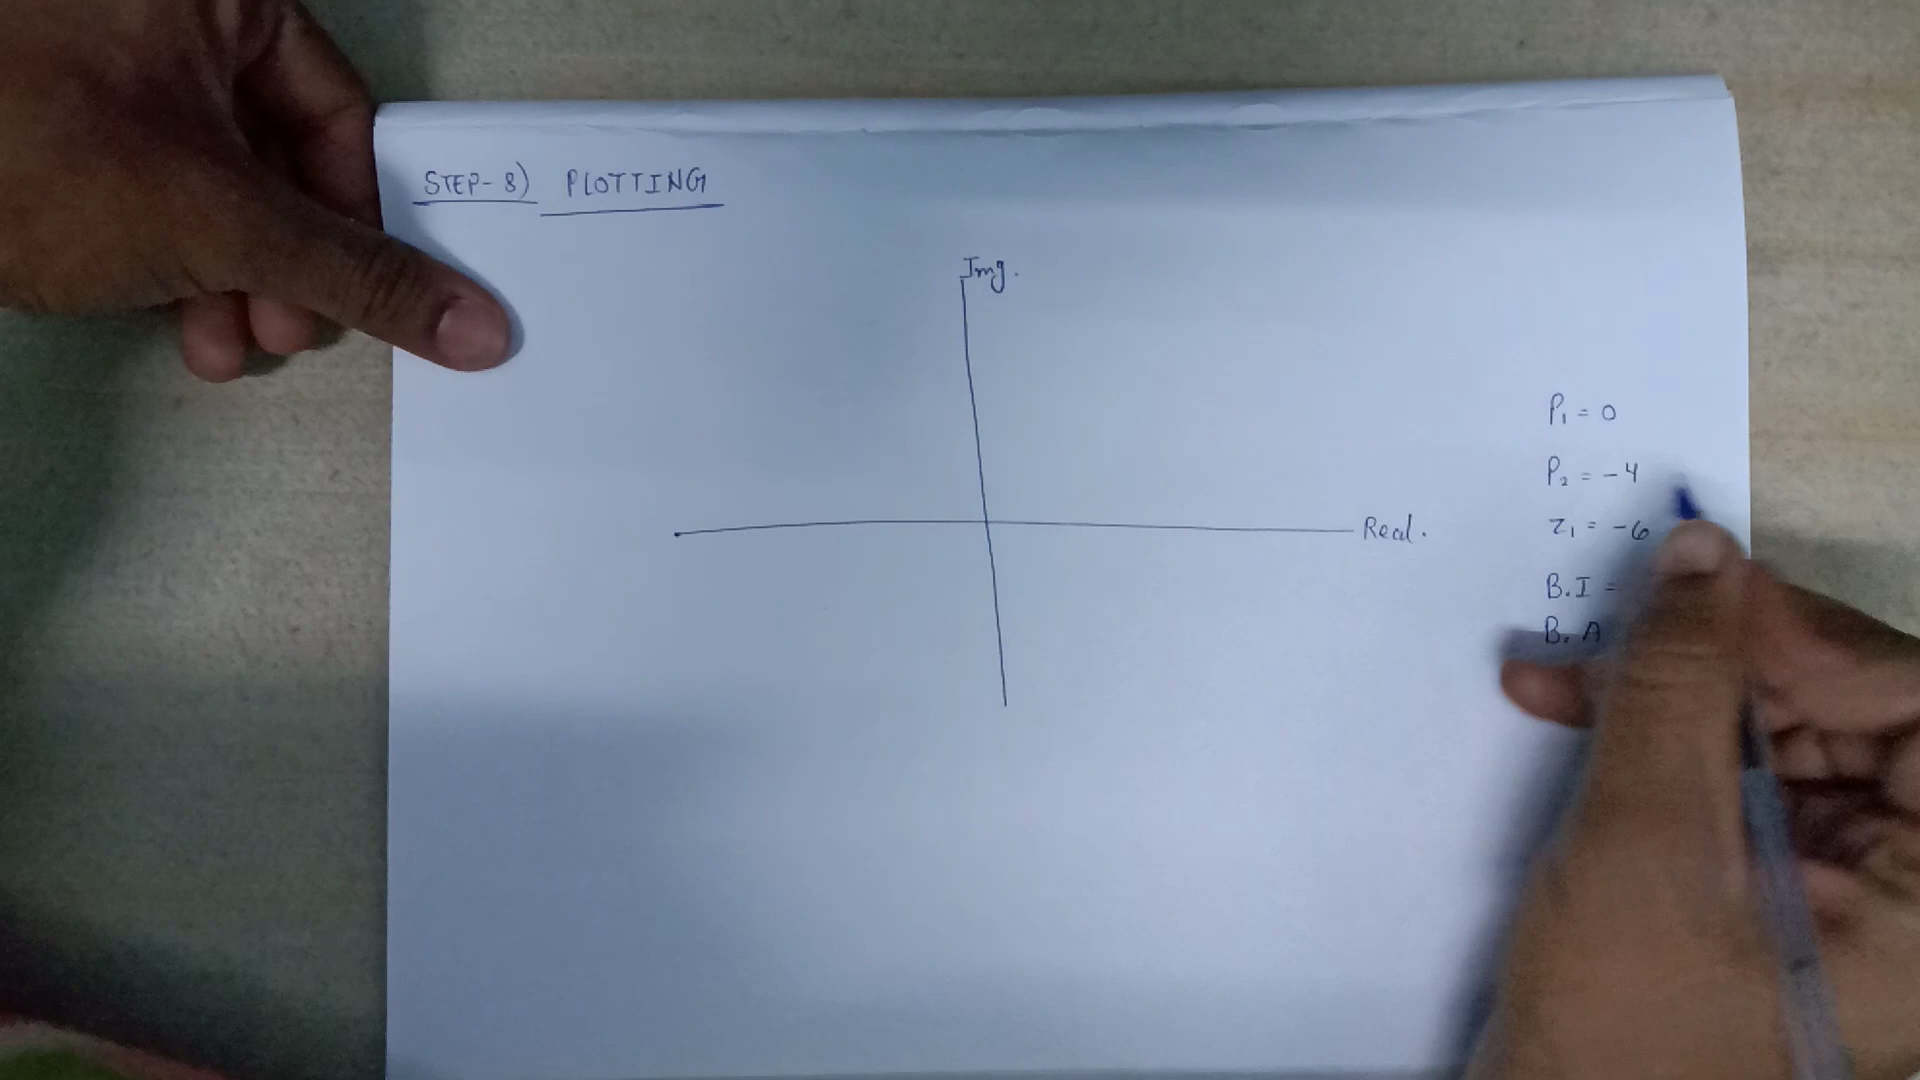 STEP-8) PLOTTING
Img.
Real.
P₁ = 0
P₂ = -4
Z₁ = -6
B.I =
B. A